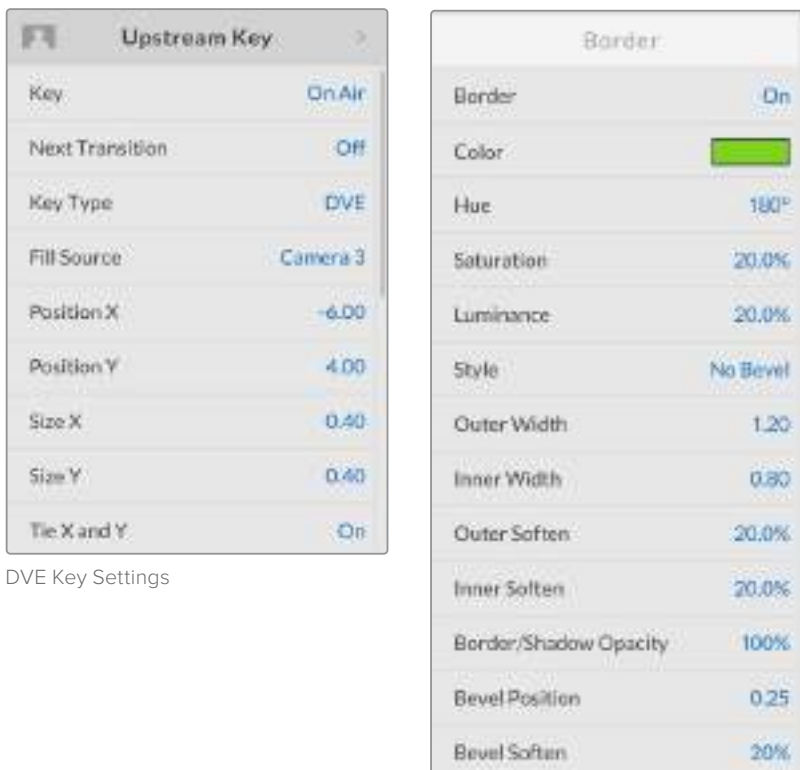 Upstream Key
Key On Air
Next Transition Off
Key Type DVE
Fill Source Camera 3
Position X -6.00
Position Y 4.00
Size X 0.40
Size Y 0.40
Tie X and Y On
DVE Key Settings
Border
Border On
Color
Hue 180°
Saturation 20.0%
Luminance 20.0%
Style No Bevel
Outer Width 1.20
Inner Width 0.80
Outer Soften 20.0%
Inner Soften 20.0%
Border/Shadow Opacity 100%
Bevel Position 0.25
Bevel Soften 20%